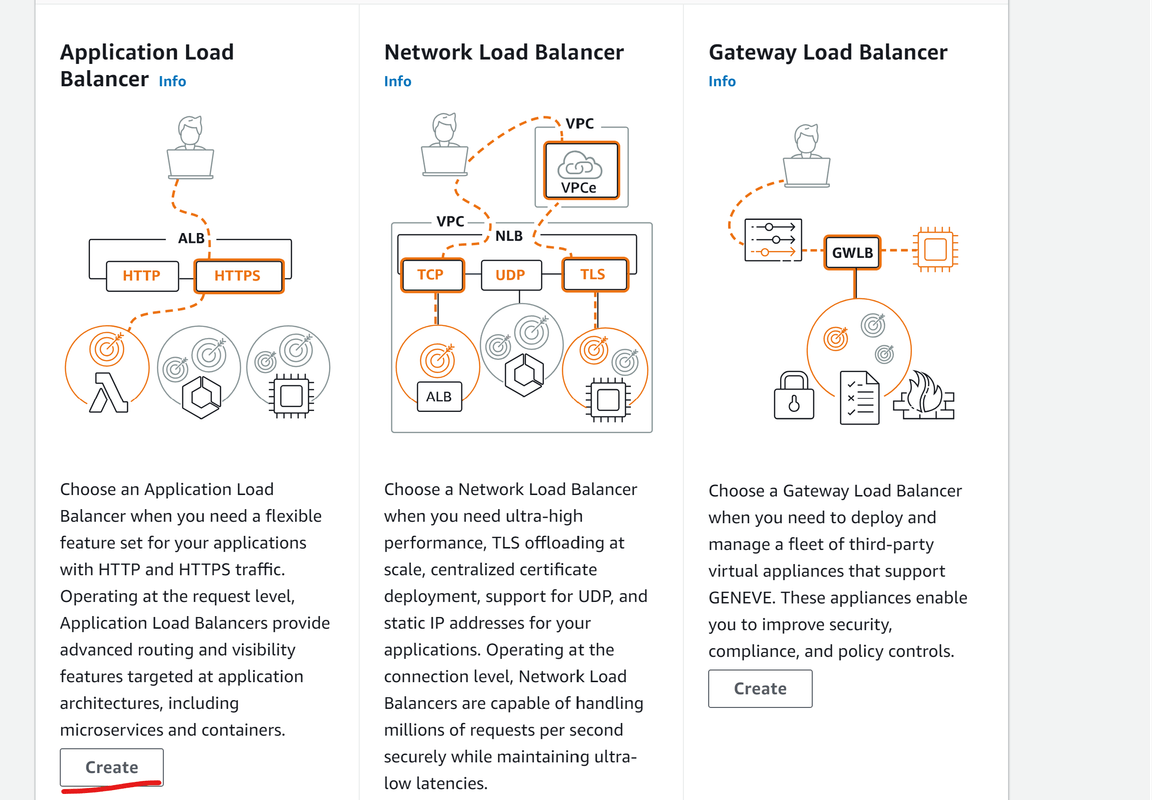 Application Load
Balancer Info
ALB
HTTP
HTTPS
Choose an Application Load
Balancer when you need a flexible
feature set for your applications
with HTTP and HTTPS traffic.
Operating at the request level,
Application Load Balancers provide
advanced routing and visibility
features targeted at application
architectures, including
microservices and containers.
Create
Network Load Balancer
Info
VPC
VPCe
VPC
NLB
TCP
UDP
TLS
ALB
Choose a Network Load Balancer
when you need ultra-high
performance, TLS offloading at
scale, centralized certificate
deployment, support for UDP, and
static IP addresses for your
applications. Operating at the
connection level, Network Load
Balancers are capable of handling
millions of requests per second
securely while maintaining ultra-
low latencies.
Gateway Load Balancer
Info
GWLB
Choose a Gateway Load Balancer
when you need to deploy and
manage a fleet of third-party
virtual appliances that support
GENEVE. These appliances enable
you to improve security,
compliance, and policy controls.
Create